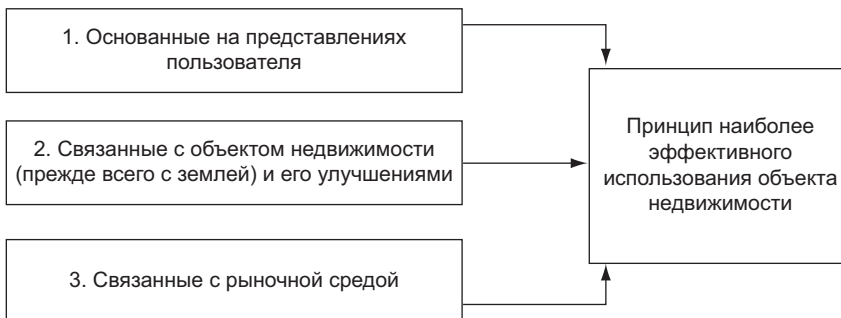 1. Основанные на представлениях
пользователя
2. Связанные с объектом недвижимости
(прежде всего с землей) и его улучшениями
3. Связанные с рыночной средой
Принцип наиболее
эффективного
использования объекта
недвижимости